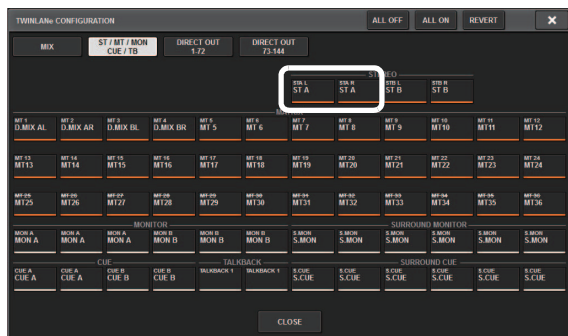 TWINLANe CONFIGURATION ALL OFF ALL ON REVERT ×
MIX ST / MT / MON CUE / TB DIRECT OUT 1-72 DIRECT OUT 73-144
STEREO
STA L STA R STB L STB R
ST A ST A ST B ST B
MT 1 MT 2 MT 3 MT 4 MT 5 MT 6 MT 7 MT 8 MT 9 MT 10 MT 11 MT 12
D.MIX AL D.MIX AR D.MIX BL D.MIX BR MT 5 MT 6 MT 7 MT 8 MT 9 MT10 MT11 MT12
MT 13 MT 14 MT 15 MT 16 MT 17 MT 18 MT 19 MT 20 MT 21 MT 22 MT 23 MT 24
MT13 MT14 MT15 MT16 MT17 MT18 MT19 MT20 MT21 MT22 MT23 MT24
MT 25 MT 26 MT 27 MT 28 MT 29 MT 30 MT 31 MT 32 MT 33 MT 34 MT 35 MT 36
MT25 MT26 MT27 MT28 MT29 MT30 MT31 MT32 MT33 MT34 MT35 MT36
MONITOR SURROUND MONITOR
MON A MON A MON A MON B MON B MON B S.MON S.MON S.MON S.MON S.MON S.MON
MON A MON A MON A MON B MON B MON B S.MON S.MON S.MON S.MON S.MON S.MON
CUE TALKBACK SURROUND CUE
CUE A CUE A CUE B CUE B TALKBACK 1 TALKBACK 1 S.CUE S.CUE S.CUE S.CUE S.CUE S.CUE
CUE A CUE A CUE B CUE B S.CUE S.CUE S.CUE S.CUE S.CUE S.CUE
CLOSE